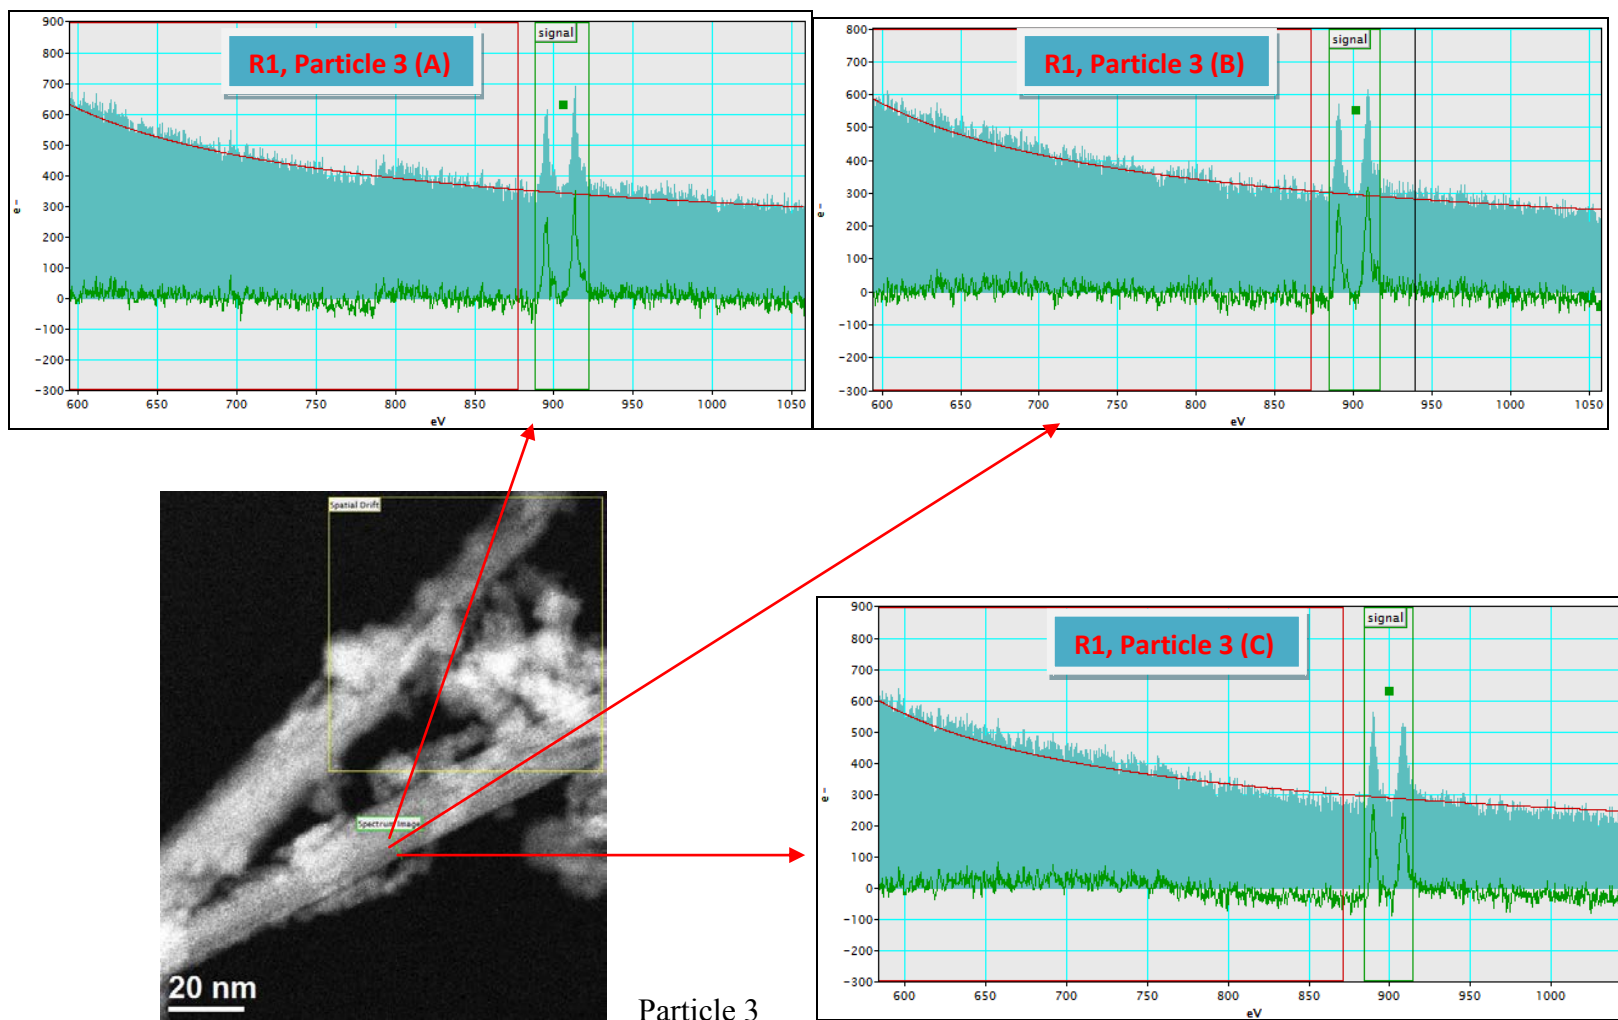 900
800
700
600
500
400
300
200
100
0
-100
-200
-300
e-
signal
R1, Particle 3 (A)
600 650 700 750 800 850 900 950 1000 1050
eV
800
700
600
500
400
300
200
100
0
-100
-200
-300
e-
signal
R1, Particle 3 (B)
600 650 700 750 800 850 900 950 1000 1050
eV
Spatial Drift
Spectrum Image
20 nm
Particle 3
900
800
700
600
500
400
300
200
100
0
-100
-200
-300
e-
signal
R1, Particle 3 (C)
600 650 700 750 800 850 900 950 1000
eV